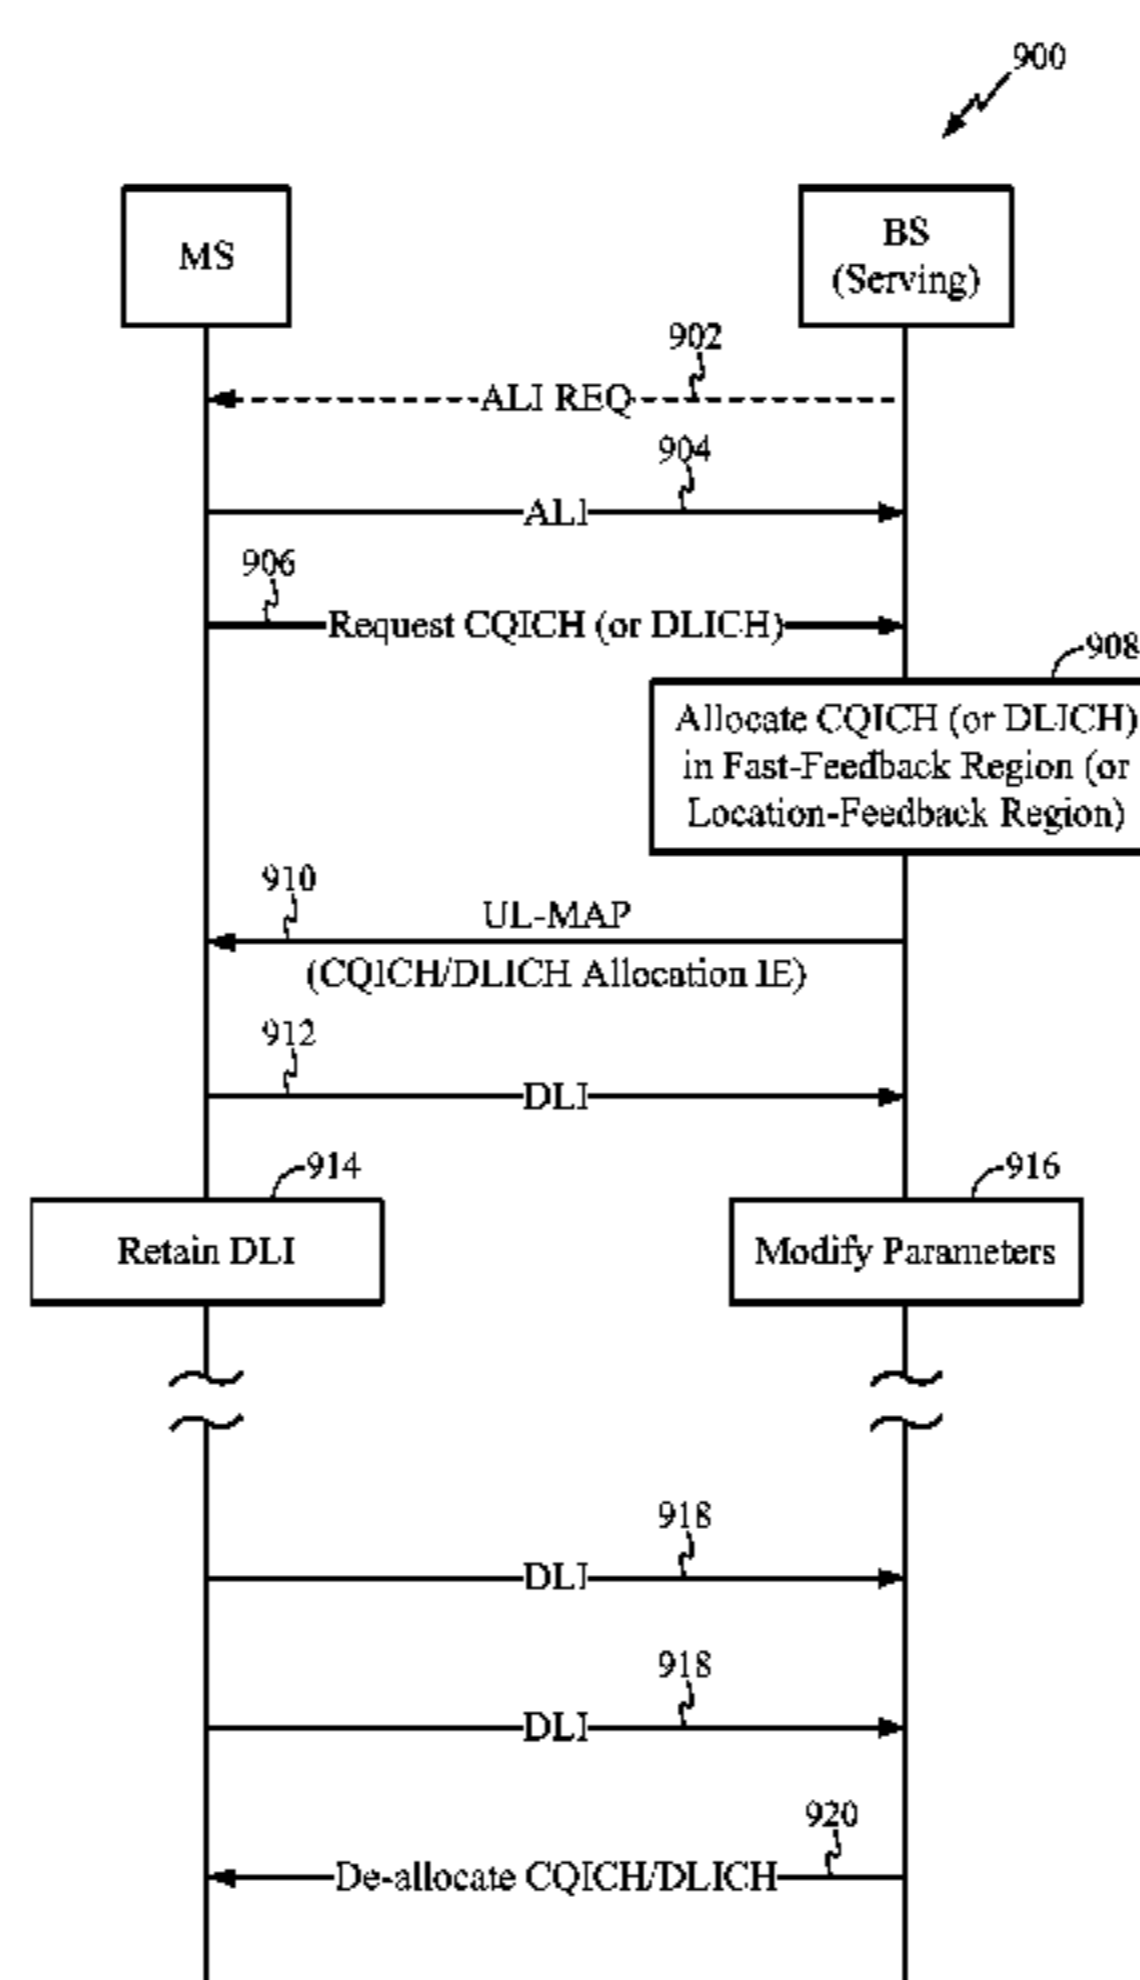 900
MS
BS
(Serving)
902
ALI REQ
904
ALI
906
Request CQICH (or DLICH)
908
Allocate CQICH (or DLICH)
in Fast-Feedback Region (or
Location-Feedback Region)
910
UL-MAP
(CQICH/DLICH Allocation IE)
912
DLI
914
916
Retain DLI
Modify Parameters
918
DLI
918
DLI
920
De-allocate CQICH/DLICH